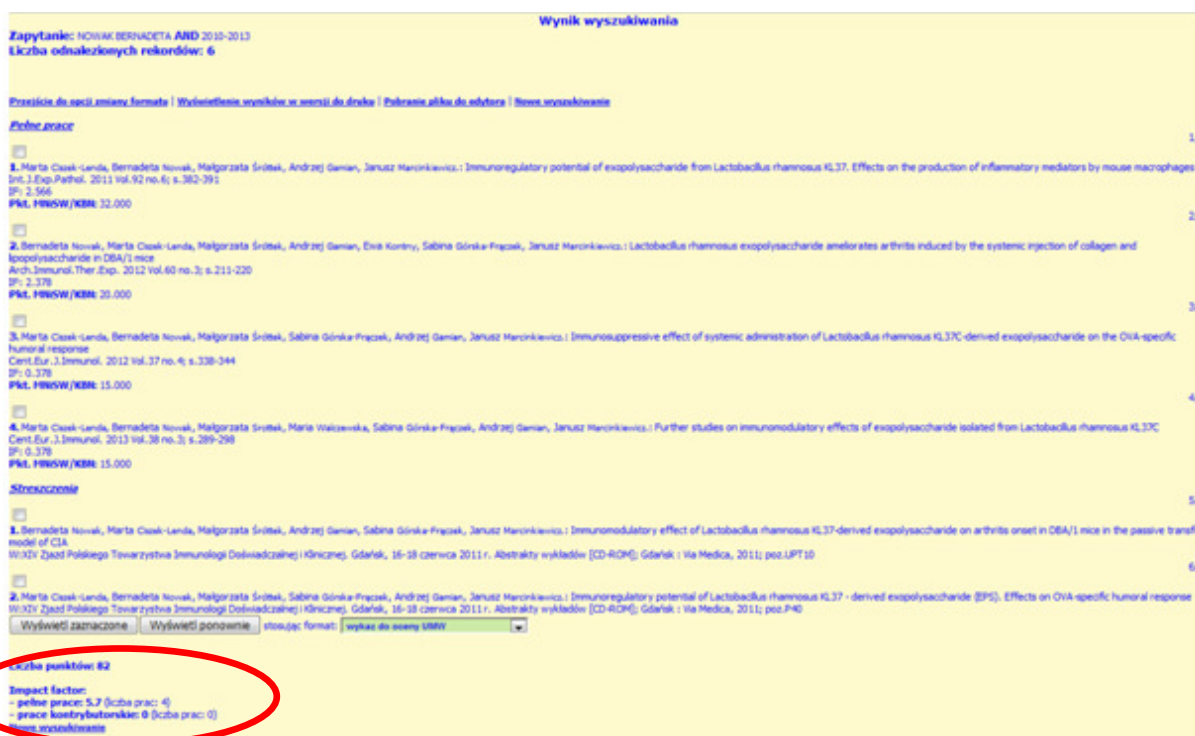 Wynik wyszukiwania
Zapytanie: NOWAK BERNADETA AND 2010-2013
Liczba odnalezionych rekordów: 6
Przejście do opcji zmiany formatu | Wyświetlenie wyników w wersji do druku | Pobranie pliku do edytora | Nowe wyszukiwanie
Pełne prace
1.
1. Marta Ciszek-Lenda, Bernadeta Nowak, Małgorzata Śróttek, Andrzej Gamian, Janusz Marcinkiewicz.: Immunoregulatory potential of exopolysaccharide from Lactobacillus rhamnosus KL37. Effects on the production of inflammatory mediators by mouse macrophages
Int.J.Exp.Pathol. 2011 Vol.92 no.6; s.382-391
IF: 2.566
Pkt. MNiSW/KBN: 32.000
2.
2. Bernadeta Nowak, Marta Ciszek-Lenda, Małgorzata Śróttek, Andrzej Gamian, Ewa Kontny, Sabina Górska-Frączek, Janusz Marcinkiewicz.: Lactobacillus rhamnosus exopolysaccharide ameliorates arthritis induced by the systemic injection of collagen and
lipopolysaccharide in DBA/1 mice
Arch.Immunol.Ther.Exp. 2012 Vol.60 no.3; s.211-220
IF: 2.378
Pkt. MNiSW/KBN: 20.000
3.
3. Marta Ciszek-Lenda, Bernadeta Nowak, Małgorzata Śróttek, Sabina Górska-Frączek, Andrzej Gamian, Janusz Marcinkiewicz.: Immunosuppressive effect of systemic administration of Lactobacillus rhamnosus KL37C-derived exopolysaccharide on the OVA-specific
humoral response
Cent.Eur.J.Immunol. 2012 Vol.37 no.4; s.338-344
IF: 0.378
Pkt. MNiSW/KBN: 15.000
4.
4. Marta Ciszek-Lenda, Bernadeta Nowak, Małgorzata Śróttek, Maria Walczewska, Sabina Górska-Frączek, Andrzej Gamian, Janusz Marcinkiewicz.: Further studies on immunomodulatory effects of exopolysaccharide isolated from Lactobacillus rhamnosus KL37C
Cent.Eur.J.Immunol. 2013 Vol.38 no.3; s.289-298
IF: 0.378
Pkt. MNiSW/KBN: 15.000
Streszczenia
5.
1. Bernadeta Nowak, Marta Ciszek-Lenda, Małgorzata Śróttek, Andrzej Gamian, Sabina Górska-Frączek, Janusz Marcinkiewicz.: Immunomodulatory effect of Lactobacillus rhamnosus KL37-derived exopolysaccharide on arthritis onset in DBA/1 mice in the passive transf
model of CIA
W:XIV Zjazd Polskiego Towarzystwa Immunologii Doświadczalnej i Klinicznej. Gdańsk, 16-18 czerwca 2011 r. Abstrakty wykładów [CD-ROM]; Gdańsk : Via Medica, 2011; poz.UPT10
6.
2. Marta Ciszek-Lenda, Bernadeta Nowak, Małgorzata Śróttek, Sabina Górska-Frączek, Andrzej Gamian, Janusz Marcinkiewicz.: Immunoregulatory potential of Lactobacillus rhamnosus KL37 - derived exopolysaccharide (EPS). Effects on OVA-specific humoral response
W:XIV Zjazd Polskiego Towarzystwa Immunologii Doświadczalnej i Klinicznej. Gdańsk, 16-18 czerwca 2011 r. Abstrakty wykładów [CD-ROM]; Gdańsk : Via Medica, 2011; poz.P40
Wyświetl zaznaczone Wyświetl ponownie stosując format: wykaz do oceny UMW
Liczba punktów: 82
Impact factor:
- pełne prace: 5.7 (liczba prac: 4)
- prace kontrybutorskie: 0 (liczba prac: 0)
Nowe wyszukiwanie